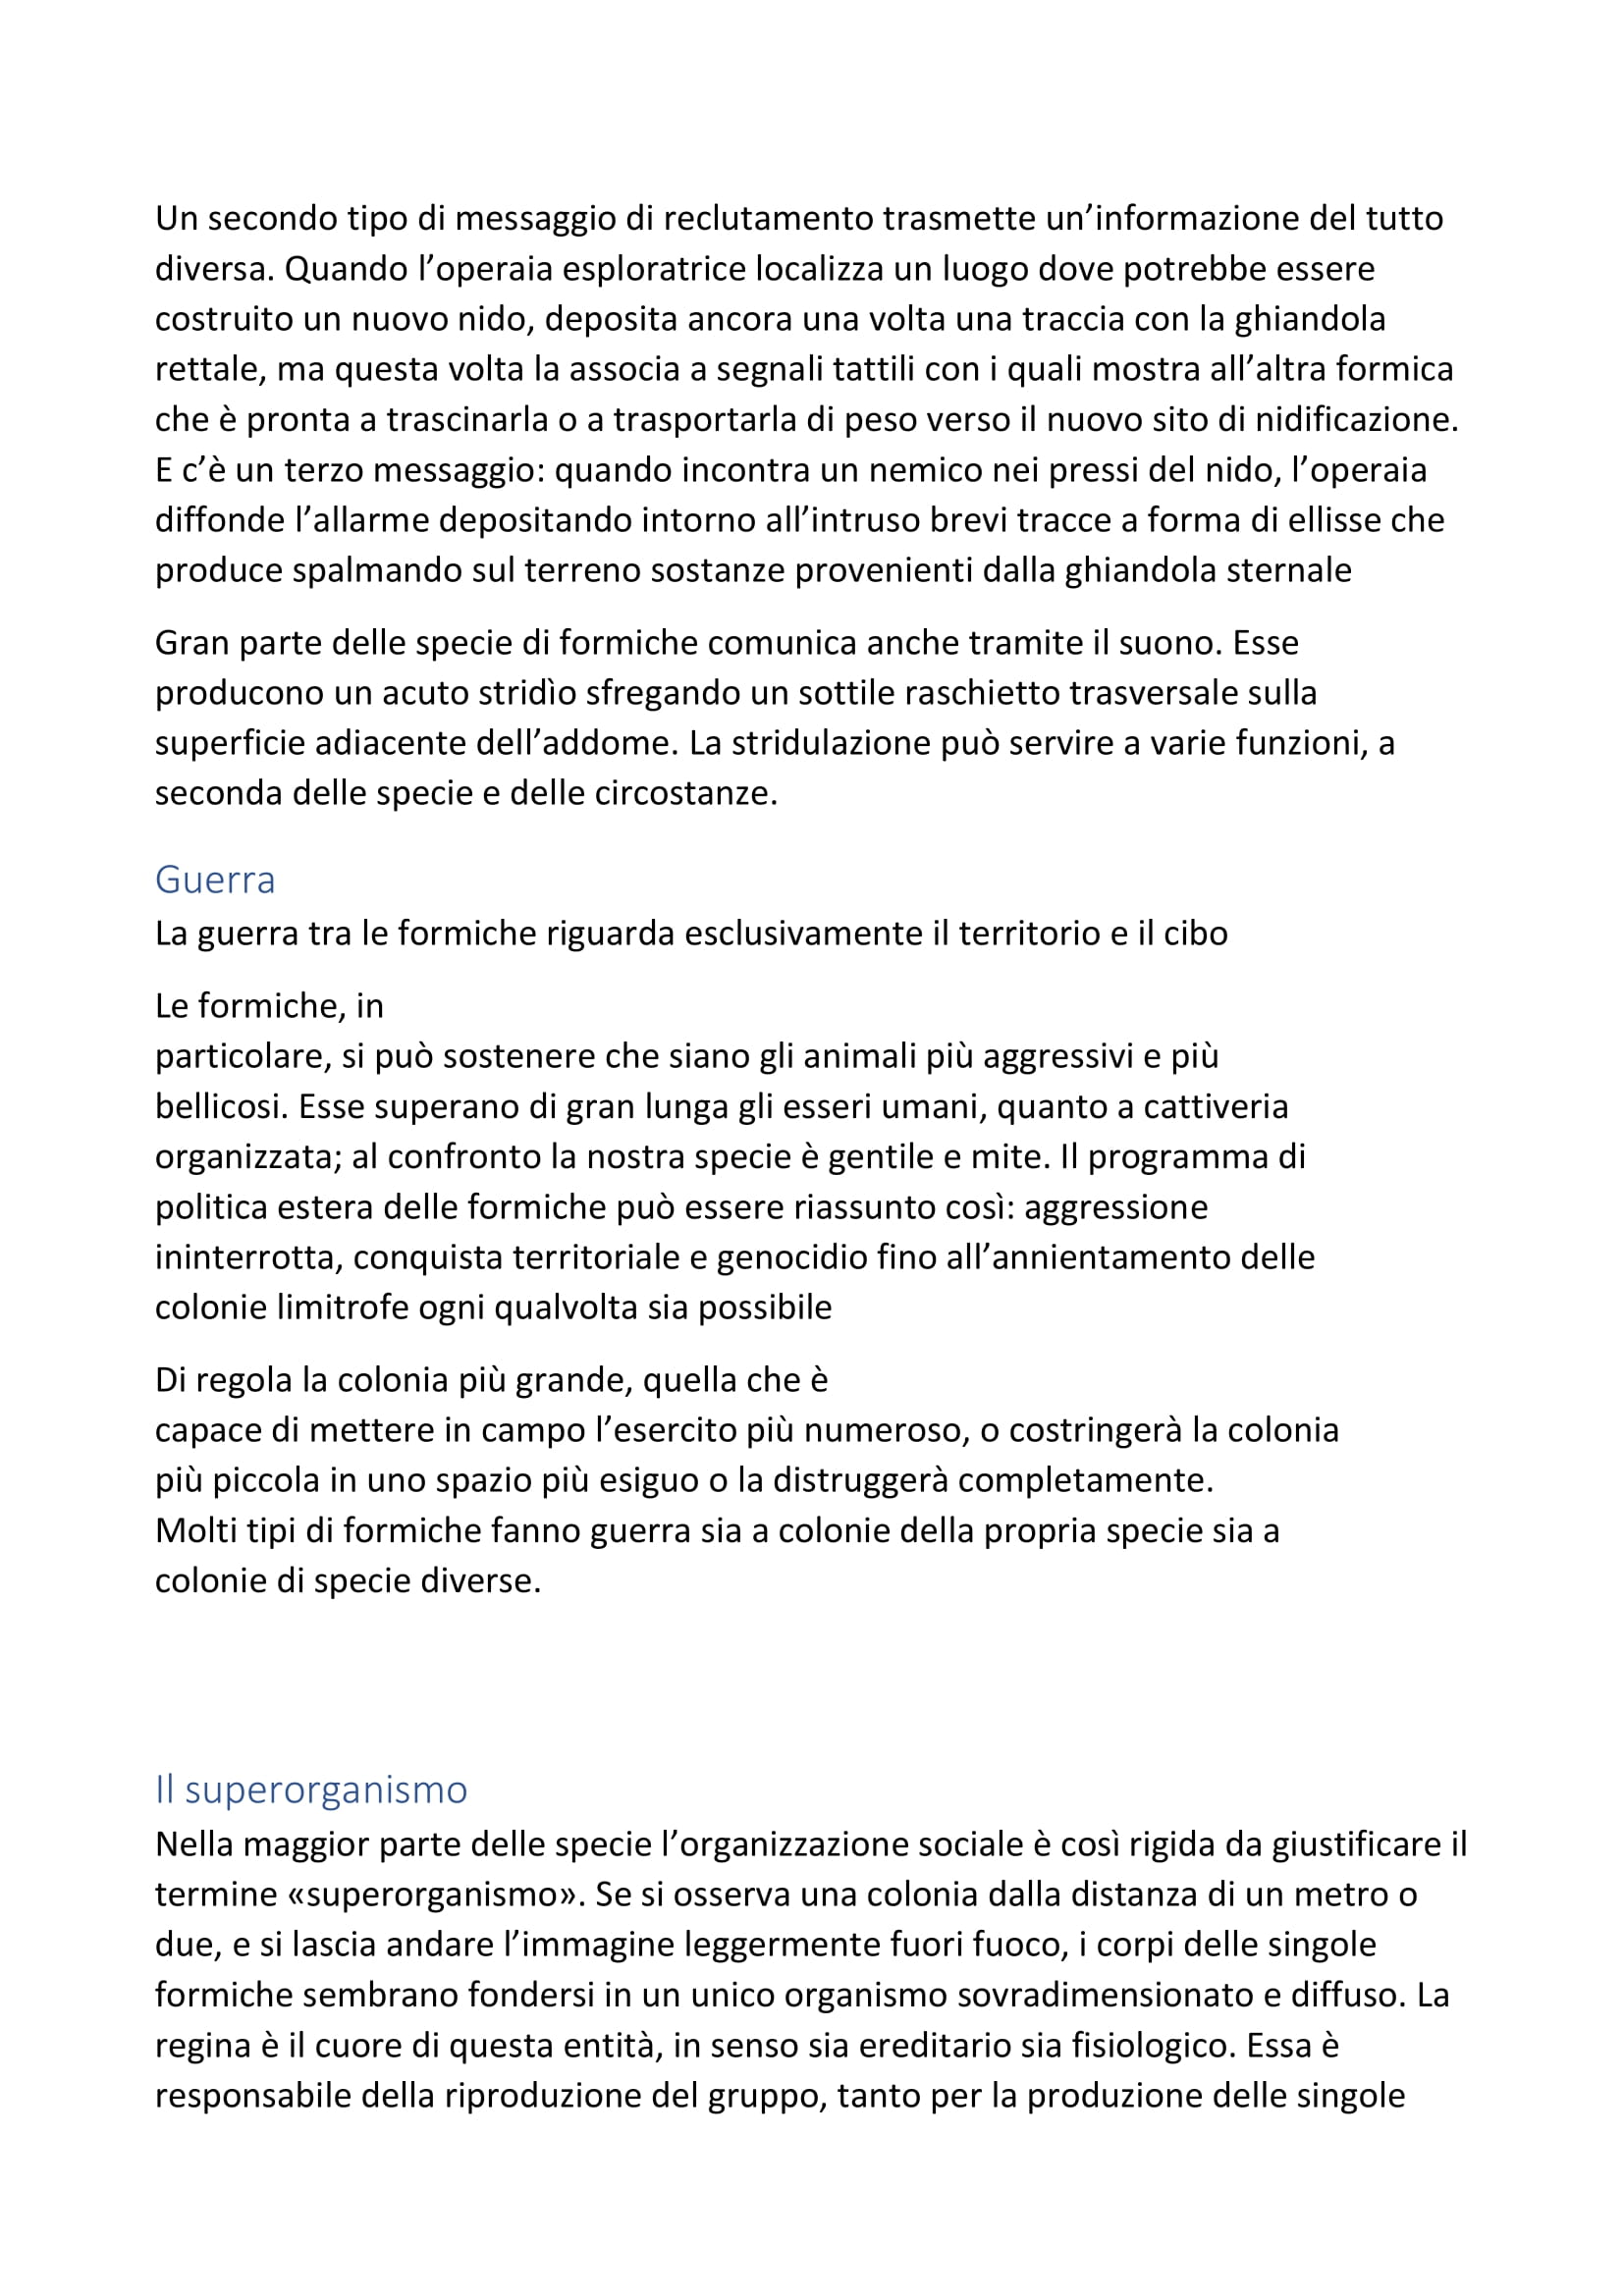 Un secondo tipo di messaggio di reclutamento trasmette un’informazione del tutto
diversa. Quando l’operaia esploratrice localizza un luogo dove potrebbe essere
costruito un nuovo nido, deposita ancora una volta una traccia con la ghiandola
rettale, ma questa volta la associa a segnali tattili con i quali mostra all’altra formica
che è pronta a trascinarla o a trasportarla di peso verso il nuovo sito di nidificazione.
E c’è un terzo messaggio: quando incontra un nemico nei pressi del nido, l’operaia
diffonde l’allarme depositando intorno all’intruso brevi tracce a forma di ellisse che
produce spalmando sul terreno sostanze provenienti dalla ghiandola sternale
Gran parte delle specie di formiche comunica anche tramite il suono. Esse
producono un acuto stridìo sfregando un sottile raschietto trasversale sulla
superficie adiacente dell’addome. La stridulazione può servire a varie funzioni, a
seconda delle specie e delle circostanze.
Guerra
La guerra tra le formiche riguarda esclusivamente il territorio e il cibo
Le formiche, in
particolare, si può sostenere che siano gli animali più aggressivi e più
bellicosi. Esse superano di gran lunga gli esseri umani, quanto a cattiveria
organizzata; al confronto la nostra specie è gentile e mite. Il programma di
politica estera delle formiche può essere riassunto così: aggressione
ininterrotta, conquista territoriale e genocidio fino all’annientamento delle
colonie limitrofe ogni qualvolta sia possibile
Di regola la colonia più grande, quella che è
capace di mettere in campo l’esercito più numeroso, o costringerà la colonia
più piccola in uno spazio più esiguo o la distruggerà completamente.
Molti tipi di formiche fanno guerra sia a colonie della propria specie sia a
colonie di specie diverse.
Il superorganismo
Nella maggior parte delle specie l’organizzazione sociale è così rigida da giustificare il
termine «superorganismo». Se si osserva una colonia dalla distanza di un metro o
due, e si lascia andare l’immagine leggermente fuori fuoco, i corpi delle singole
formiche sembrano fondersi in un unico organismo sovradimensionato e diffuso. La
regina è il cuore di questa entità, in senso sia ereditario sia fisiologico. Essa è
responsabile della riproduzione del gruppo, tanto per la produzione delle singole